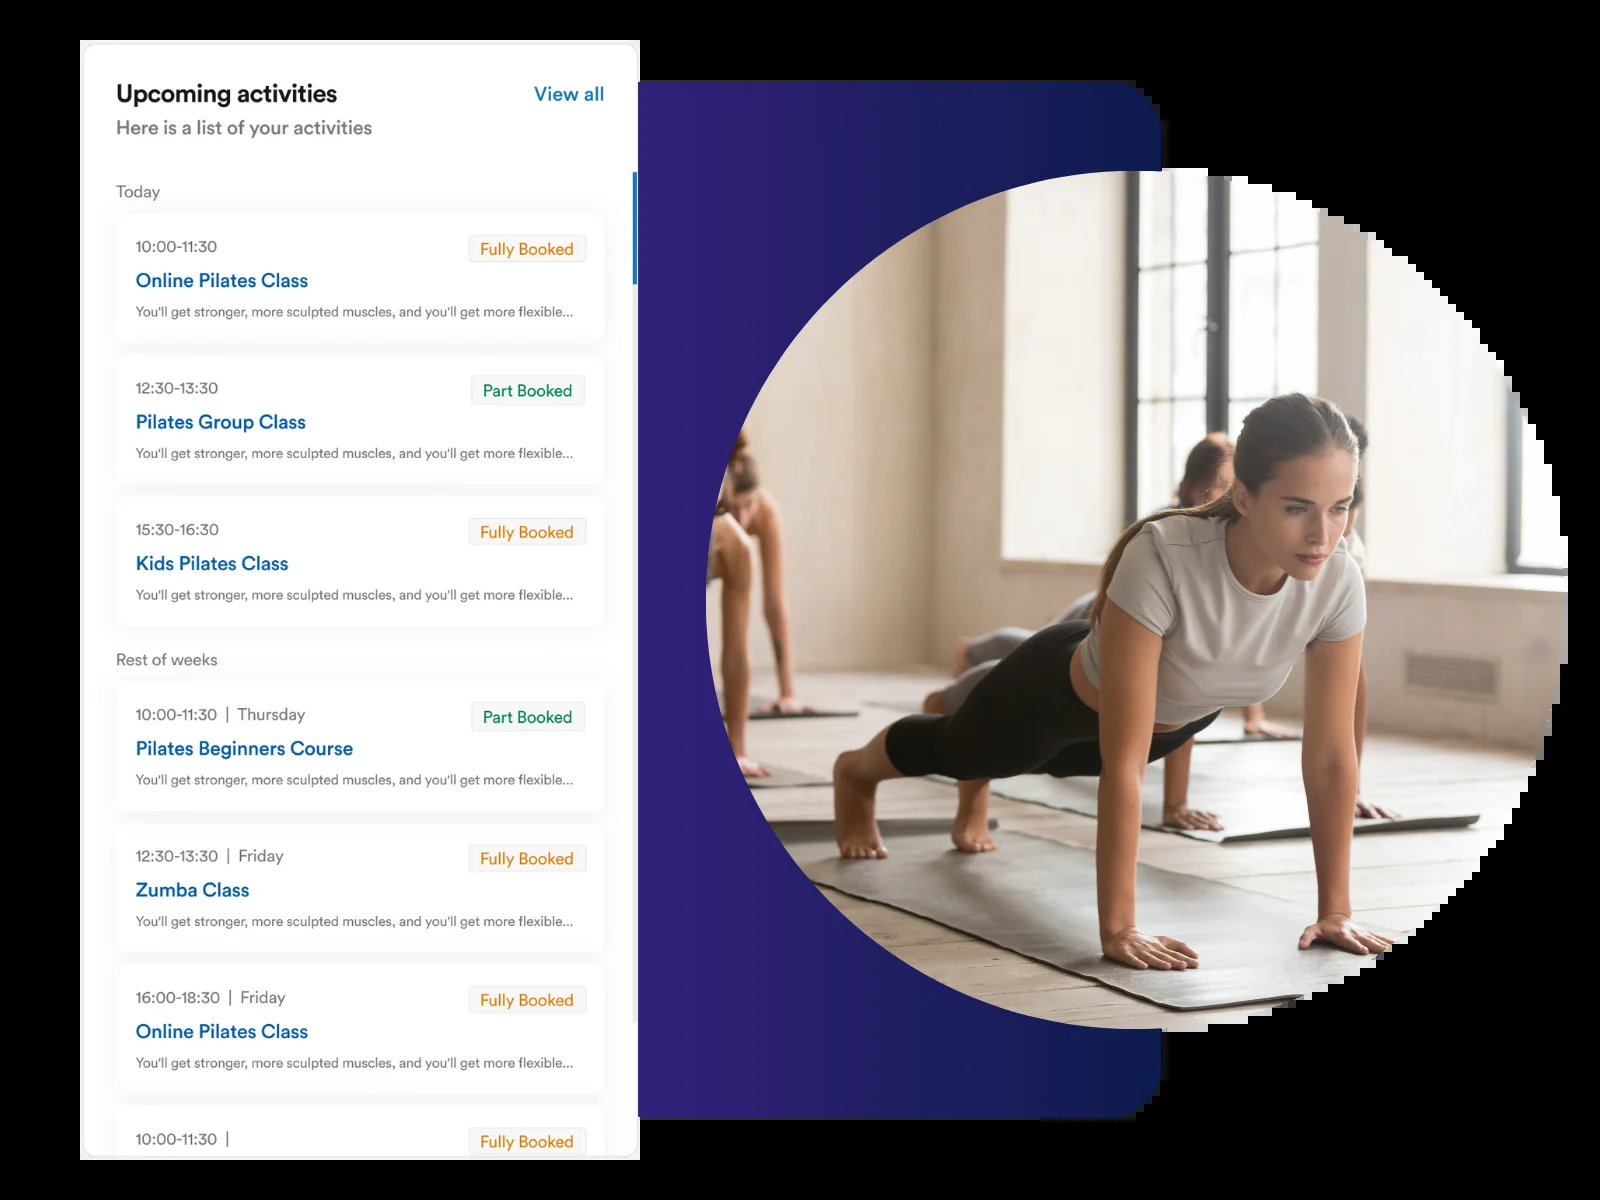 Upcoming activities
View all
Here is a list of your activities
Today
10:00-11:30
Fully Booked
Online Pilates Class
You'll get stronger, more sculpted muscles, and you'll get more flexible...
12:30-13:30
Part Booked
Pilates Group Class
You'll get stronger, more sculpted muscles, and you'll get more flexible...
15:30-16:30
Fully Booked
Kids Pilates Class
You'll get stronger, more sculpted muscles, and you'll get more flexible...
Rest of weeks
10:00-11:30 | Thursday
Part Booked
Pilates Beginners Course
You'll get stronger, more sculpted muscles, and you'll get more flexible...
12:30-13:30 | Friday
Fully Booked
Zumba Class
You'll get stronger, more sculpted muscles, and you'll get more flexible...
16:00-18:30 | Friday
Fully Booked
Online Pilates Class
You'll get stronger, more sculpted muscles, and you'll get more flexible...
10:00-11:30 |
Fully Booked